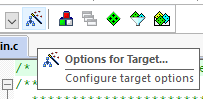 in.c
Options for Target...
Configure target options
/*
/**